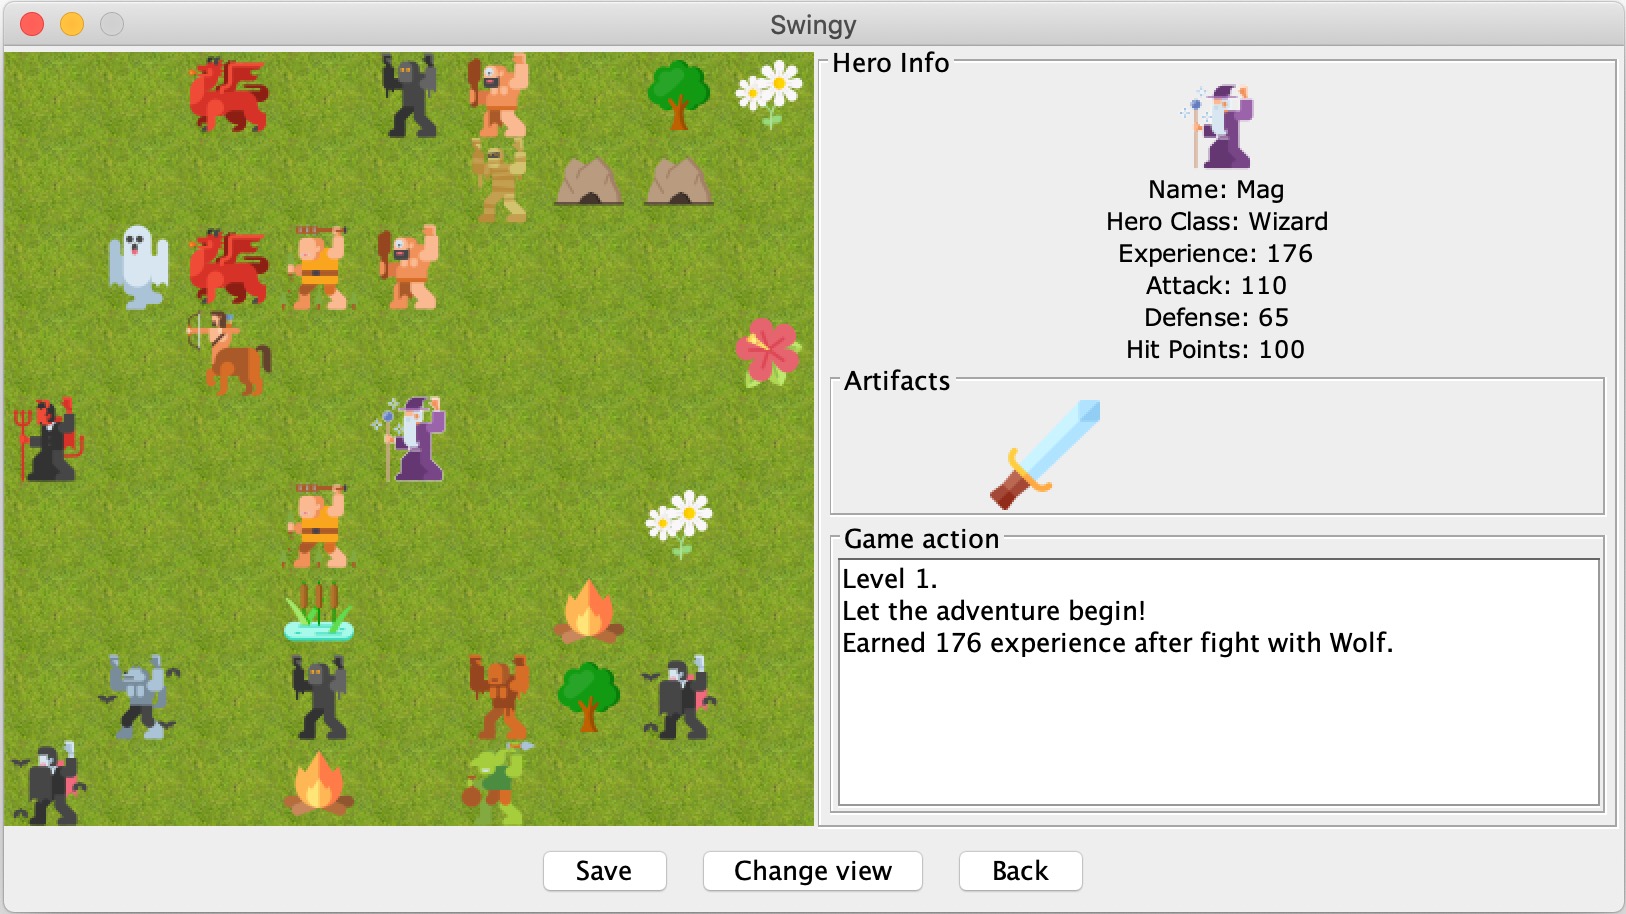 Swingy
Hero Info
Name: Mag
Hero Class: Wizard
Experience: 176
Attack: 110
Defense: 65
Hit Points: 100
Artifacts
Game action
Level 1.
Let the adventure begin!
Earned 176 experience after fight with Wolf.
Save
Change view
Back